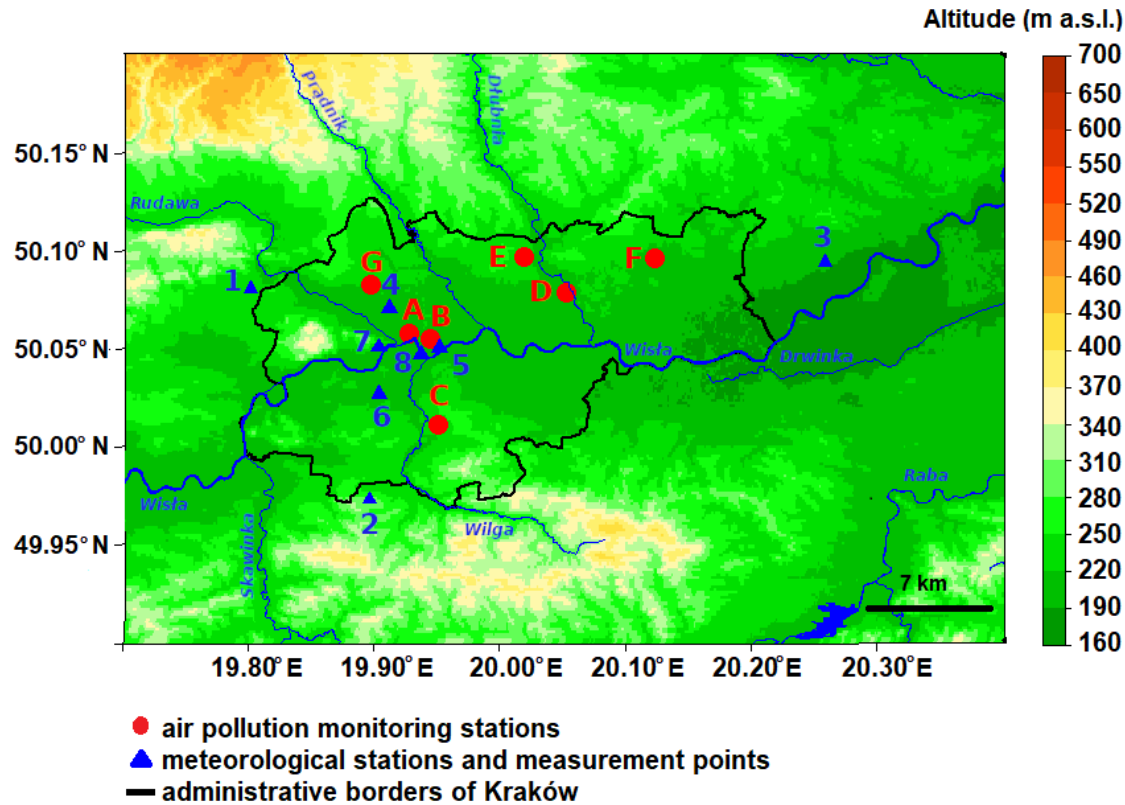 Altitude (m a.s.l.)
700
650
600
550
520
490
460
430
400
370
340
310
280
250
220
190
160
50.15° N
50.10° N
50.05° N
50.00° N
49.95° N
Prądnik
Dłubnia
Rudawa
3
E
F
G
1
4
D
A
B
7
8
5
Wisła
Drwinka
C
6
Raba
Wisła
2
Wilga
Skawinka
7 km
19.80° E
19.90° E
20.00° E
20.10° E
20.20° E
20.30° E
air pollution monitoring stations
meteorological stations and measurement points
administrative borders of Kraków